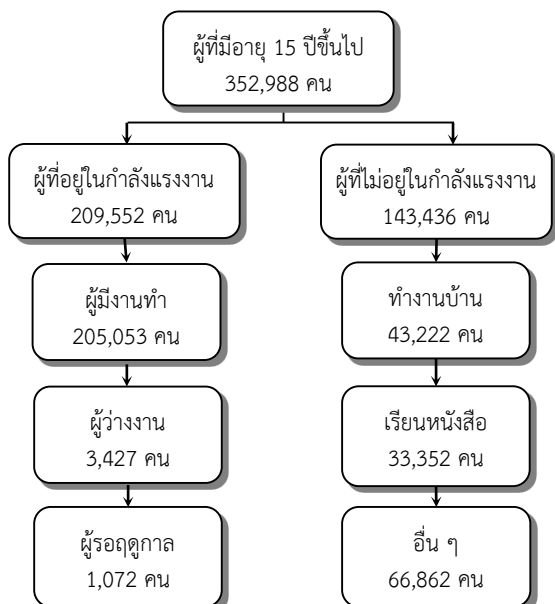 ผู้ที่มีอายุ 15 ปีขึ้นไป
352,988 คน
ผู้ที่อยู่ในกำลังแรงงาน
209,552 คน
ผู้ที่ไม่อยู่ในกำลังแรงงาน
143,436 คน
ผู้มีงานทำ
205,053 คน
ทำงานบ้าน
43,222 คน
ผู้ว่างงาน
3,427 คน
เรียนหนังสือ
33,352 คน
ผู้รอฤดูกาล
1,072 คน
อื่น ๆ
66,862 คน